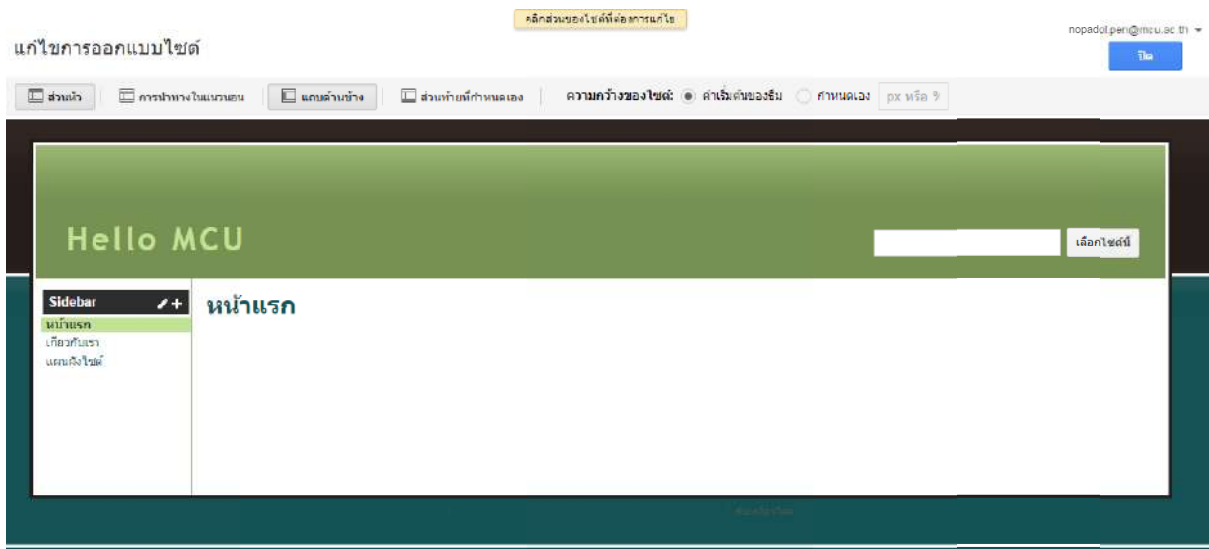 คลิกส่วนของไซต์ที่ต้องการแก้ไข
nopadol.pen@mcu.ac.th
แก้ไขการออกแบบไซต์
ปิด
ส่วนหัว การนำทางในแนวนอน แถบด้านข้าง ส่วนท้ายที่กำหนดเอง ความกว้างของไซต์: ค่าเริ่มต้นของธีม กำหนดเอง px หรือ %
Hello MCU
เลือกไซต์นี้
Sidebar
หน้าแรก
หน้าแรก
เกี่ยวกับเรา
แผนผังไซต์